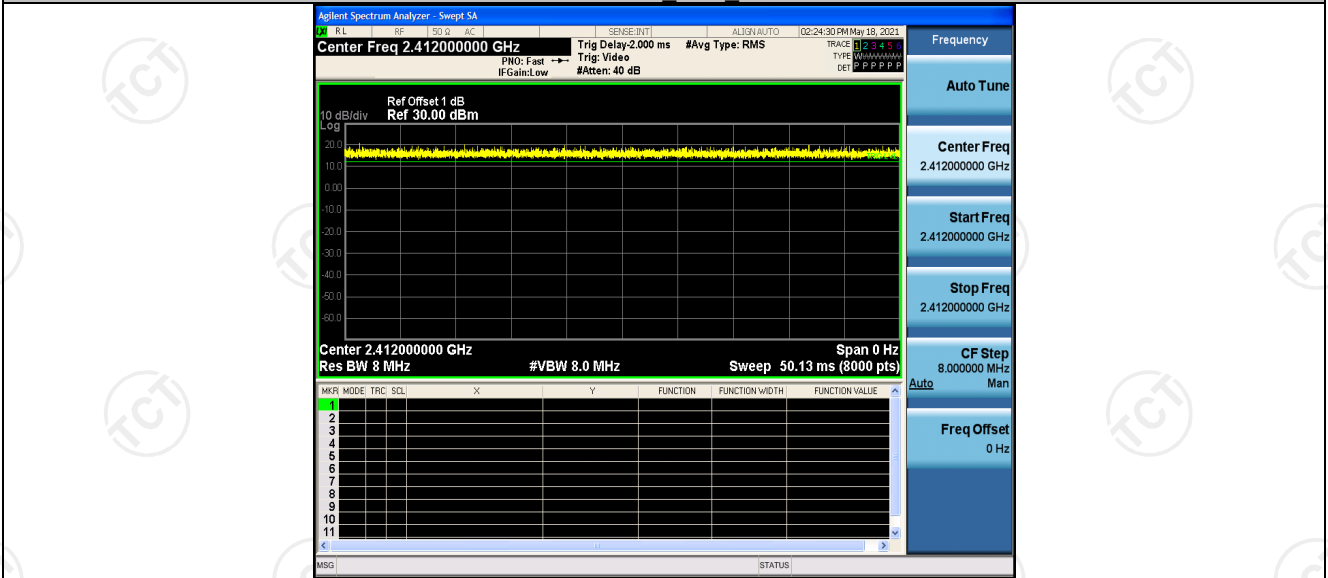 Agilent Spectrum Analyzer - Swept SA
RL RF 50 Ω AC SENSE:INT ALIGN AUTO 02:24:30 PM May 18, 2021
Center Freq 2.412000000 GHz
PNO: Fast
IFGain:Low
Trig Delay-2.000 ms
Trig: Video
#Atten: 40 dB
#Avg Type: RMS
TRACE 1 2 3 4 5 6
TYPE
DET P P P P P P
Frequency
Auto Tune
Center Freq
2.412000000 GHz
Start Freq
2.412000000 GHz
Stop Freq
2.412000000 GHz
CF Step
8.000000 MHz
Auto Man
Freq Offset
0 Hz
Ref Offset 1 dB
10 dB/div Ref 30.00 dBm
Log
20.0
10.0
0.00
-10.0
-20.0
-30.0
-40.0
-50.0
-60.0
Center 2.412000000 GHz Span 0 Hz
Res BW 8 MHz #VBW 8.0 MHz Sweep 50.13 ms (8000 pts)
MKR MODE TRC SCL X Y FUNCTION FUNCTION WIDTH FUNCTION VALUE
1
2
3
4
5
6
7
8
9
10
11
MSG STATUS
TCT
TCT
TCT
TCT
TCT
TCT